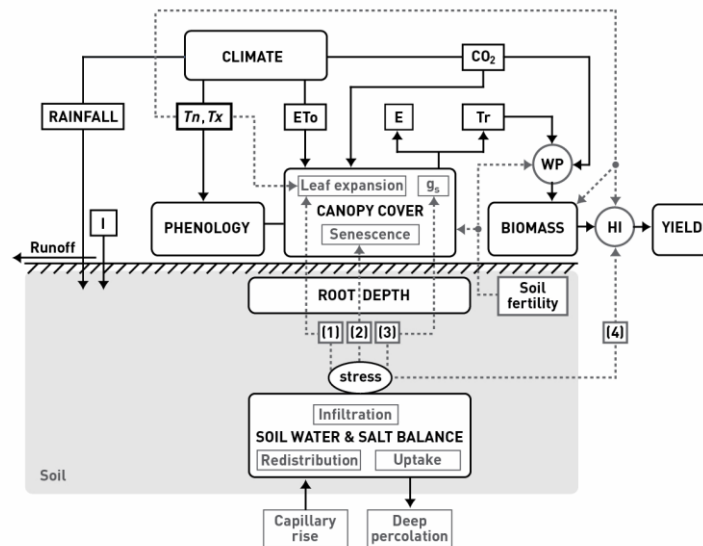 CLIMATE
CO₂
RAINFALL
Tn, Tx
ETo
E
Tr
WP
Leaf expansion
gs
CANOPY COVER
Senescence
PHENOLOGY
BIOMASS
HI
YIELD
I
Runoff
ROOT DEPTH
Soil
fertility
(1)
(2)
(3)
(4)
stress
Infiltration
SOIL WATER & SALT BALANCE
Redistribution
Uptake
Soil
Capillary
rise
Deep
percolation